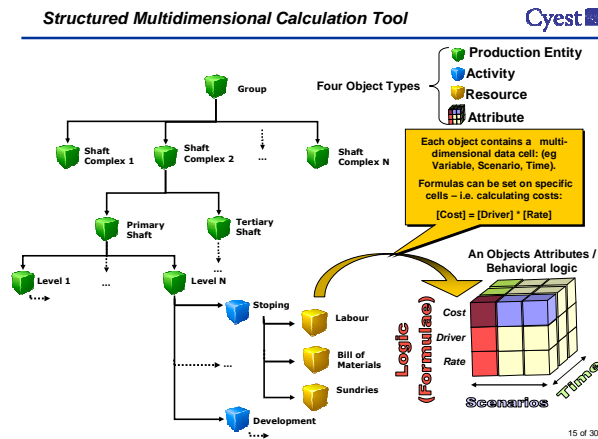 Structured Multidimensional Calculation Tool
Cyest
Four Object Types
Production Entity
Activity
Resource
Attribute
Group
Shaft
Complex 1
Shaft
Complex 2
...
Shaft
Complex N
Each object contains a multi-
dimensional data cell: (eg
Variable, Scenario, Time).
Formulas can be set on specific
cells – i.e. calculating costs:
[Cost] = [Driver] * [Rate]
Primary
Shaft
Tertiary
Shaft
...
Level 1
...
Level N
An Objects Attributes /
Behavioral logic
Stoping
Labour
...
Bill of
Materials
Sundries
Development
Logic
(Formulae)
Cost
Driver
Rate
Scenarios
Time
15 of 30